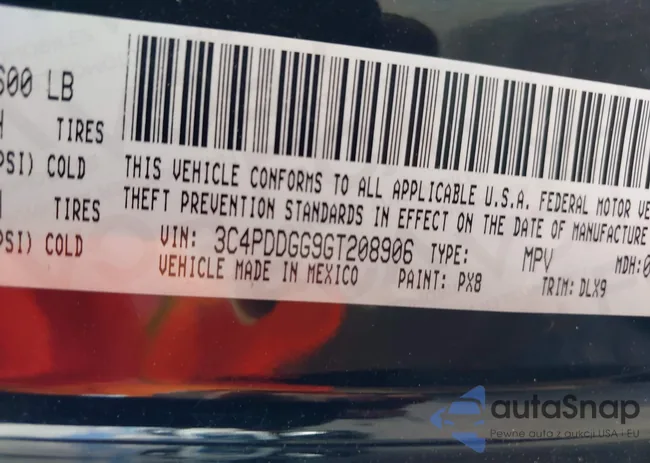 600 LB
TIRES
PSI) COLD
TIRES
PSI) COLD
THIS VEHICLE CONFORMS TO ALL APPLICABLE U.S.A. FEDERAL MOTOR VE
THEFT PREVENTION STANDARDS IN EFFECT ON THE DATE OF MANUFACTURE
VIN: 3C4PDDGG9GT208906 TYPE: MPV MDH:0
VEHICLE MADE IN MEXICO PAINT: PX8 TRIM: DLX9
autaSnap
Pewne auto z aukcji USA i EU